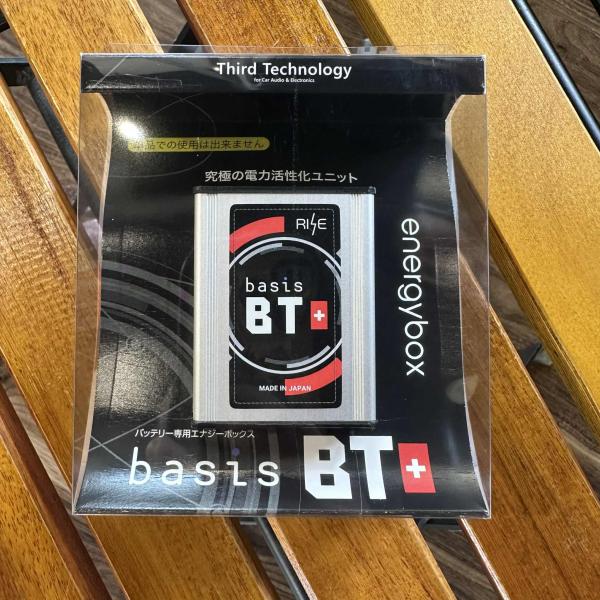 Third Technology
for Car Audio & Electronics
単品での使用は出来ません
究極の電力活性化ユニット
RISE
basis
BT+
MADE IN JAPAN
energybox
バッテリー専用エナジーボックス
basis BT+